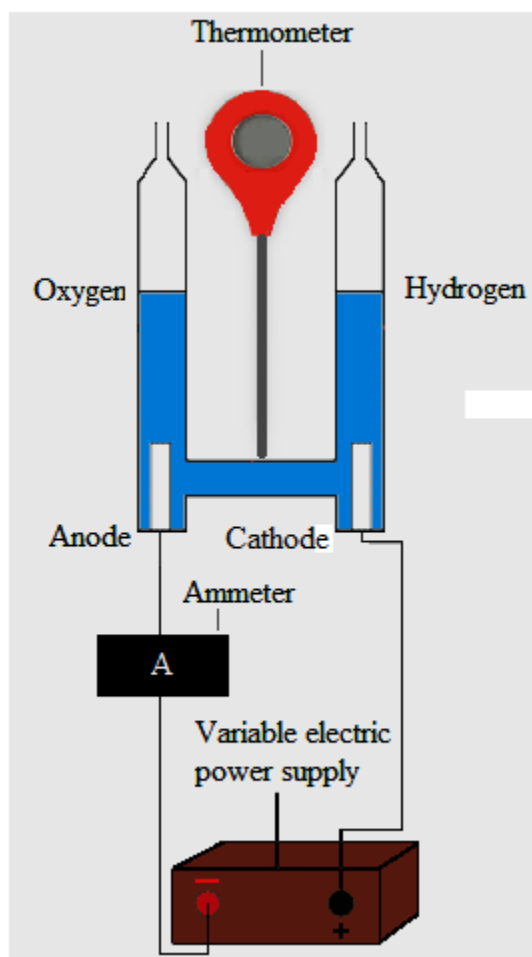 Thermometer
Oxygen
Hydrogen
Anode
Cathode
Ammeter
A
Variable electric
power supply
−
+